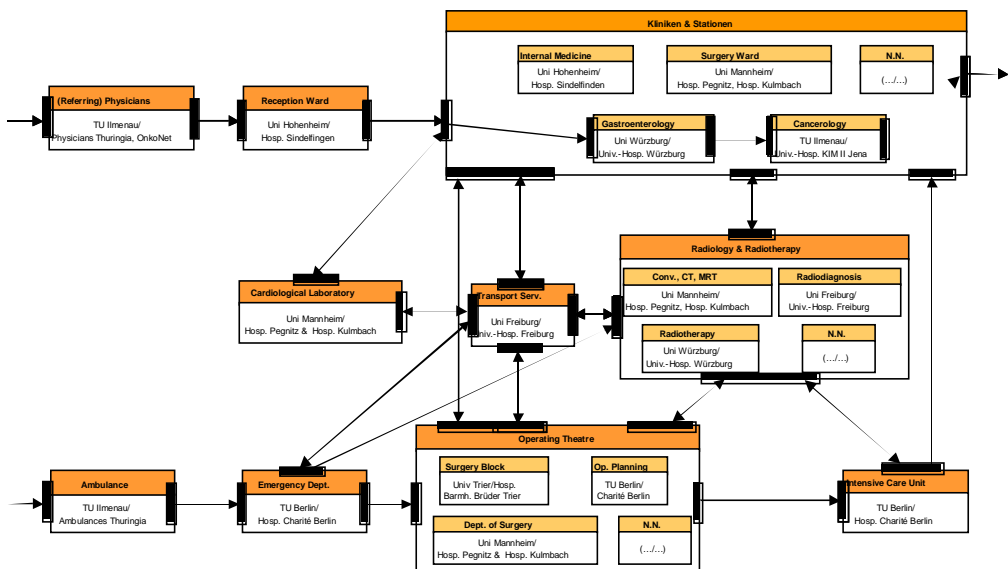 Kliniken & Stationen
Internal Medicine
Uni Hohenheim/
Hosp. Sindelfinden
Surgery Ward
Uni Mannheim/
Hosp. Pegnitz, Hosp. Kulmbach
N.N.
(.../...)
(Referring) Physicians
TU Ilmenau/
Physicians Thuringia, OnkoNet
Reception Ward
Uni Hohenheim/
Hosp. Sindelfingen
Gastroenterology
Uni Würzburg/
Univ.-Hosp. Würzburg
Cancerology
TU Ilmenau/
Univ.-Hosp. KIM II Jena
Radiology & Radiotherapy
Conv., CT, MRT
Uni Mannheim/
Hosp. Pegnitz, Hosp. Kulmbach
Radiodiagnosis
Uni Freiburg/
Univ.-Hosp. Freiburg
Radiotherapy
Uni Würzburg/
Univ.-Hosp. Würzburg
N.N.
(.../...)
Cardiological Laboratory
Uni Mannheim/
Hosp. Pegnitz & Hosp. Kulmbach
Transport Serv.
Uni Freiburg/
Univ.-Hosp. Freiburg
Operating Theatre
Surgery Block
Univ Trier/Hosp.
Barmh. Brüder Trier
Op. Planning
TU Berlin/
Charité Berlin
Dept. of Surgery
Uni Mannheim/
Hosp. Pegnitz & Hosp. Kulmbach
N.N.
(.../...)
Ambulance
TU Ilmenau/
Ambulances Thuringia
Emergency Dept.
TU Berlin/
Hosp. Charité Berlin
Intensive Care Unit
TU Berlin/
Hosp. Charité Berlin